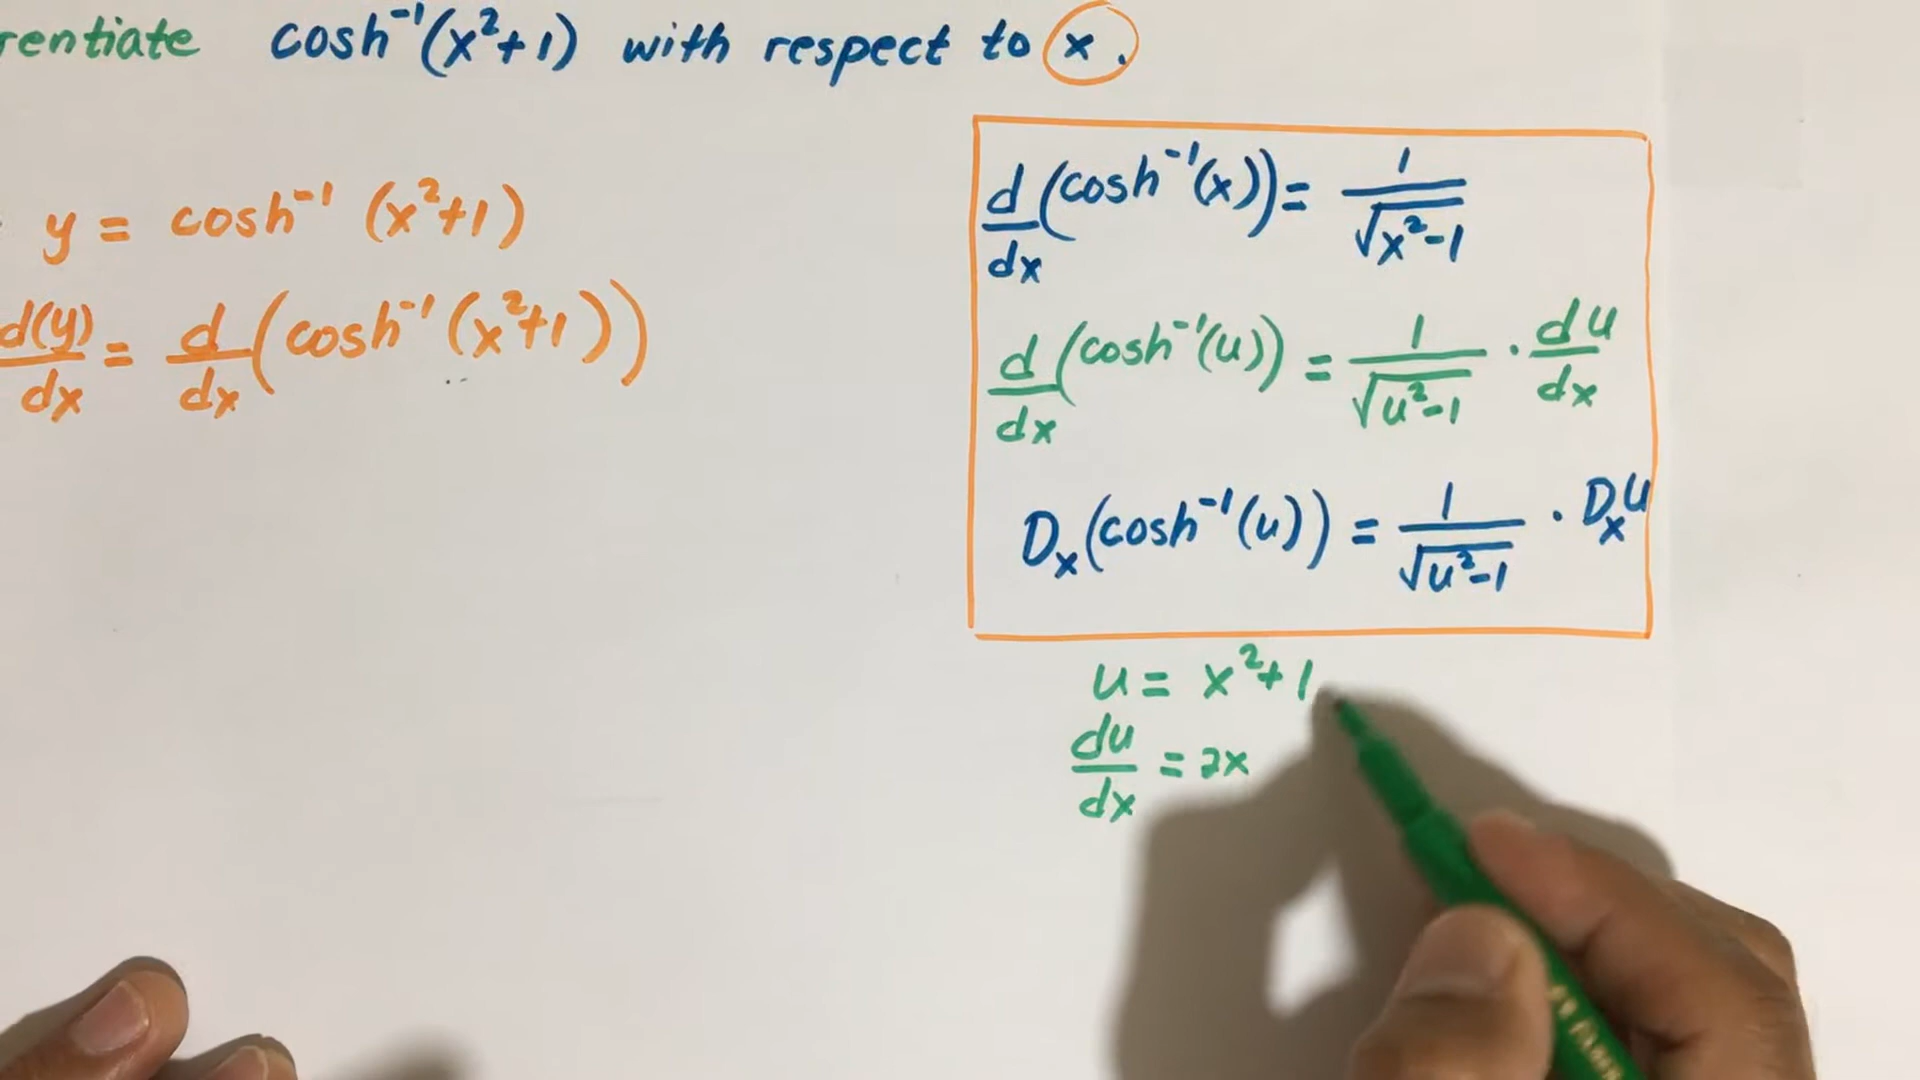 rentiate cosh⁻¹(x²+1) with respect to x.
y = cosh⁻¹ (x²+1)
d(y)/dx = d/dx (cosh⁻¹(x²+1))
d/dx (cosh⁻¹(x)) = 1/√(x²-1)
d/dx (cosh⁻¹(u)) = 1/√(u²-1) · du/dx
Dₓ(cosh⁻¹(u)) = 1/√(u²-1) · Dₓu
u = x²+1
du/dx = 2x